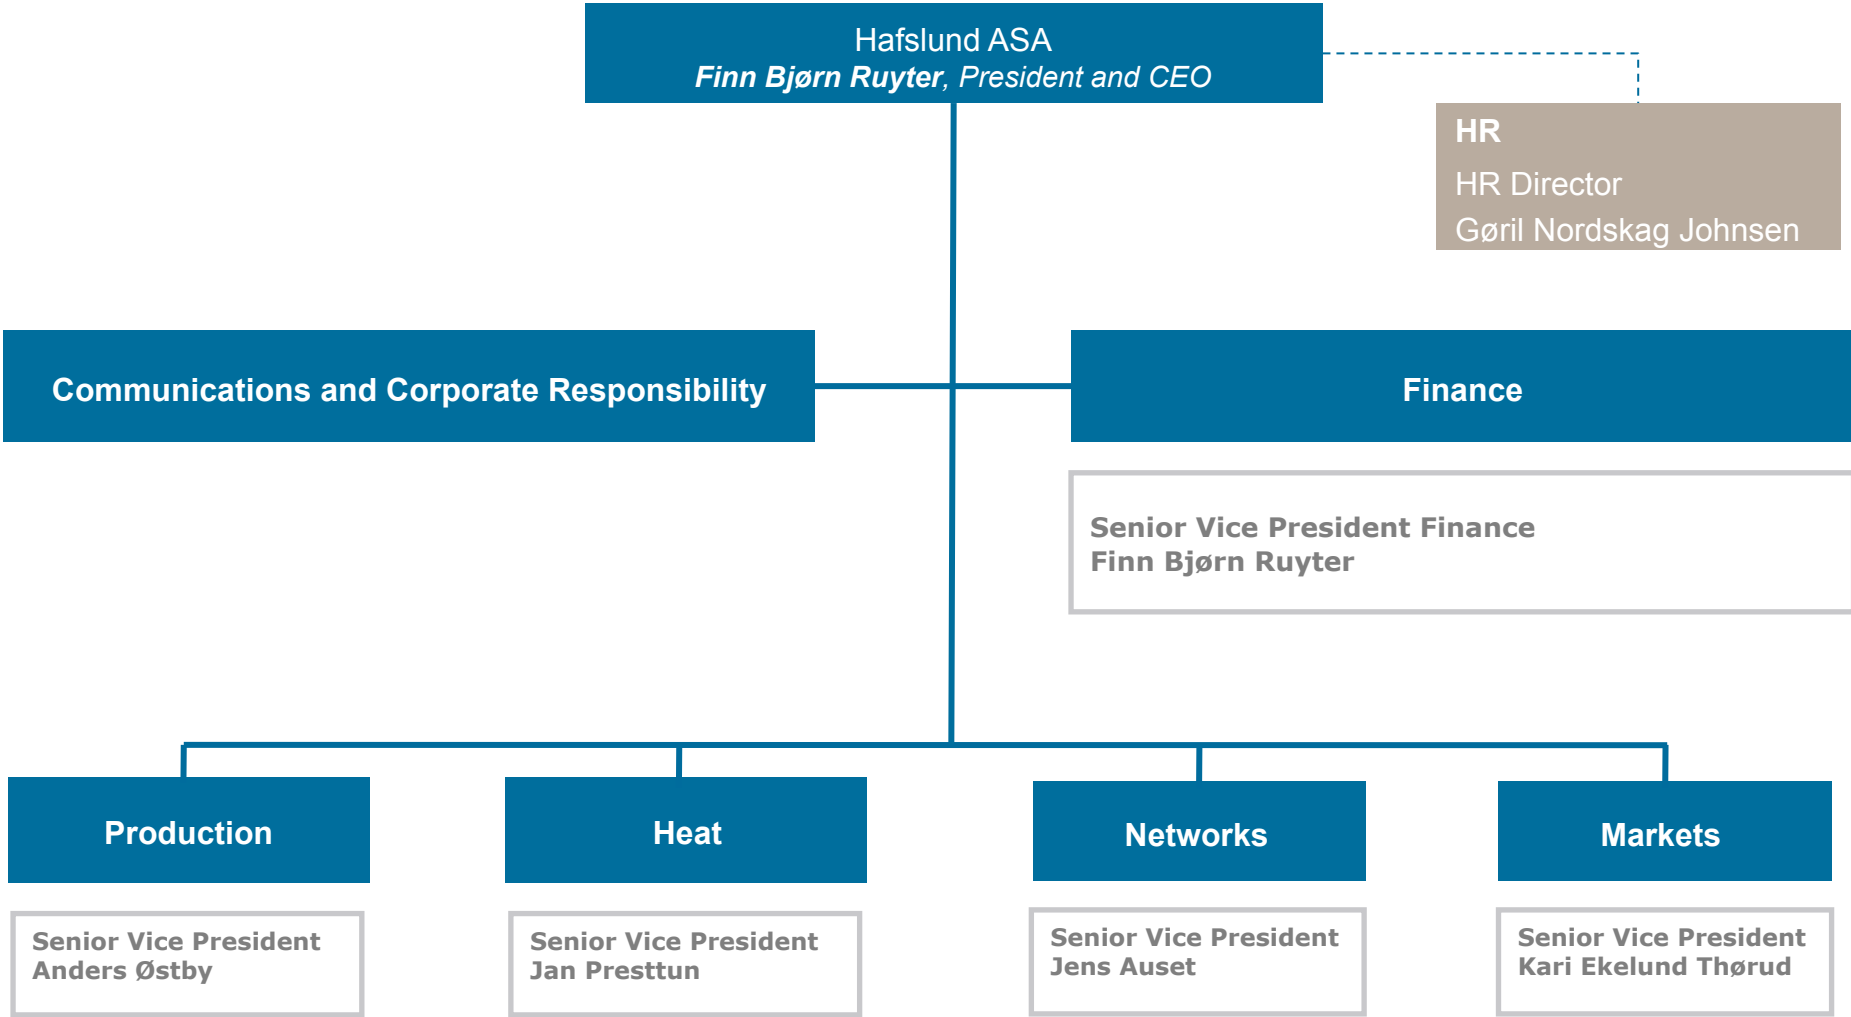 Hafslund ASA
Finn Bjørn Ruyter, President and CEO
HR
HR Director
Gøril Nordskag Johnsen
Communications and Corporate Responsibility
Finance
Senior Vice President Finance
Finn Bjørn Ruyter
Production
Heat
Networks
Markets
Senior Vice President
Anders Østby
Senior Vice President
Jan Presttun
Senior Vice President
Jens Auset
Senior Vice President
Kari Ekelund Thørud